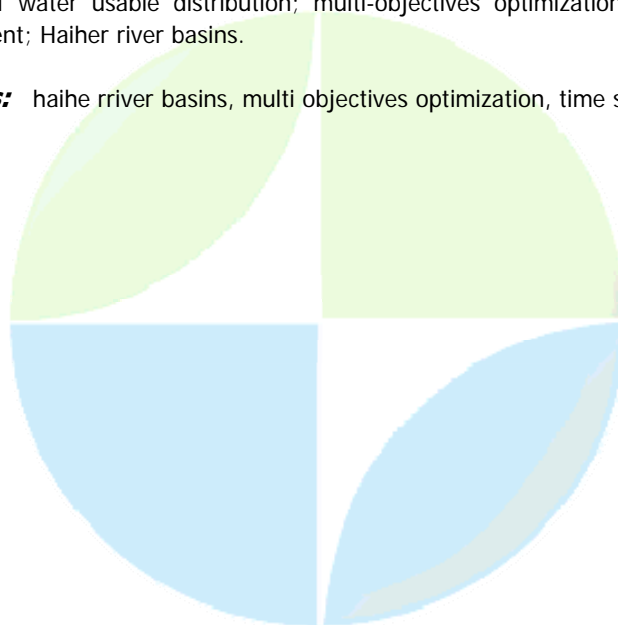 water usable distribution; multi-objectives optimization
ent; Haiher river basins.
haihe rriver basins, multi objectives optimization, time s